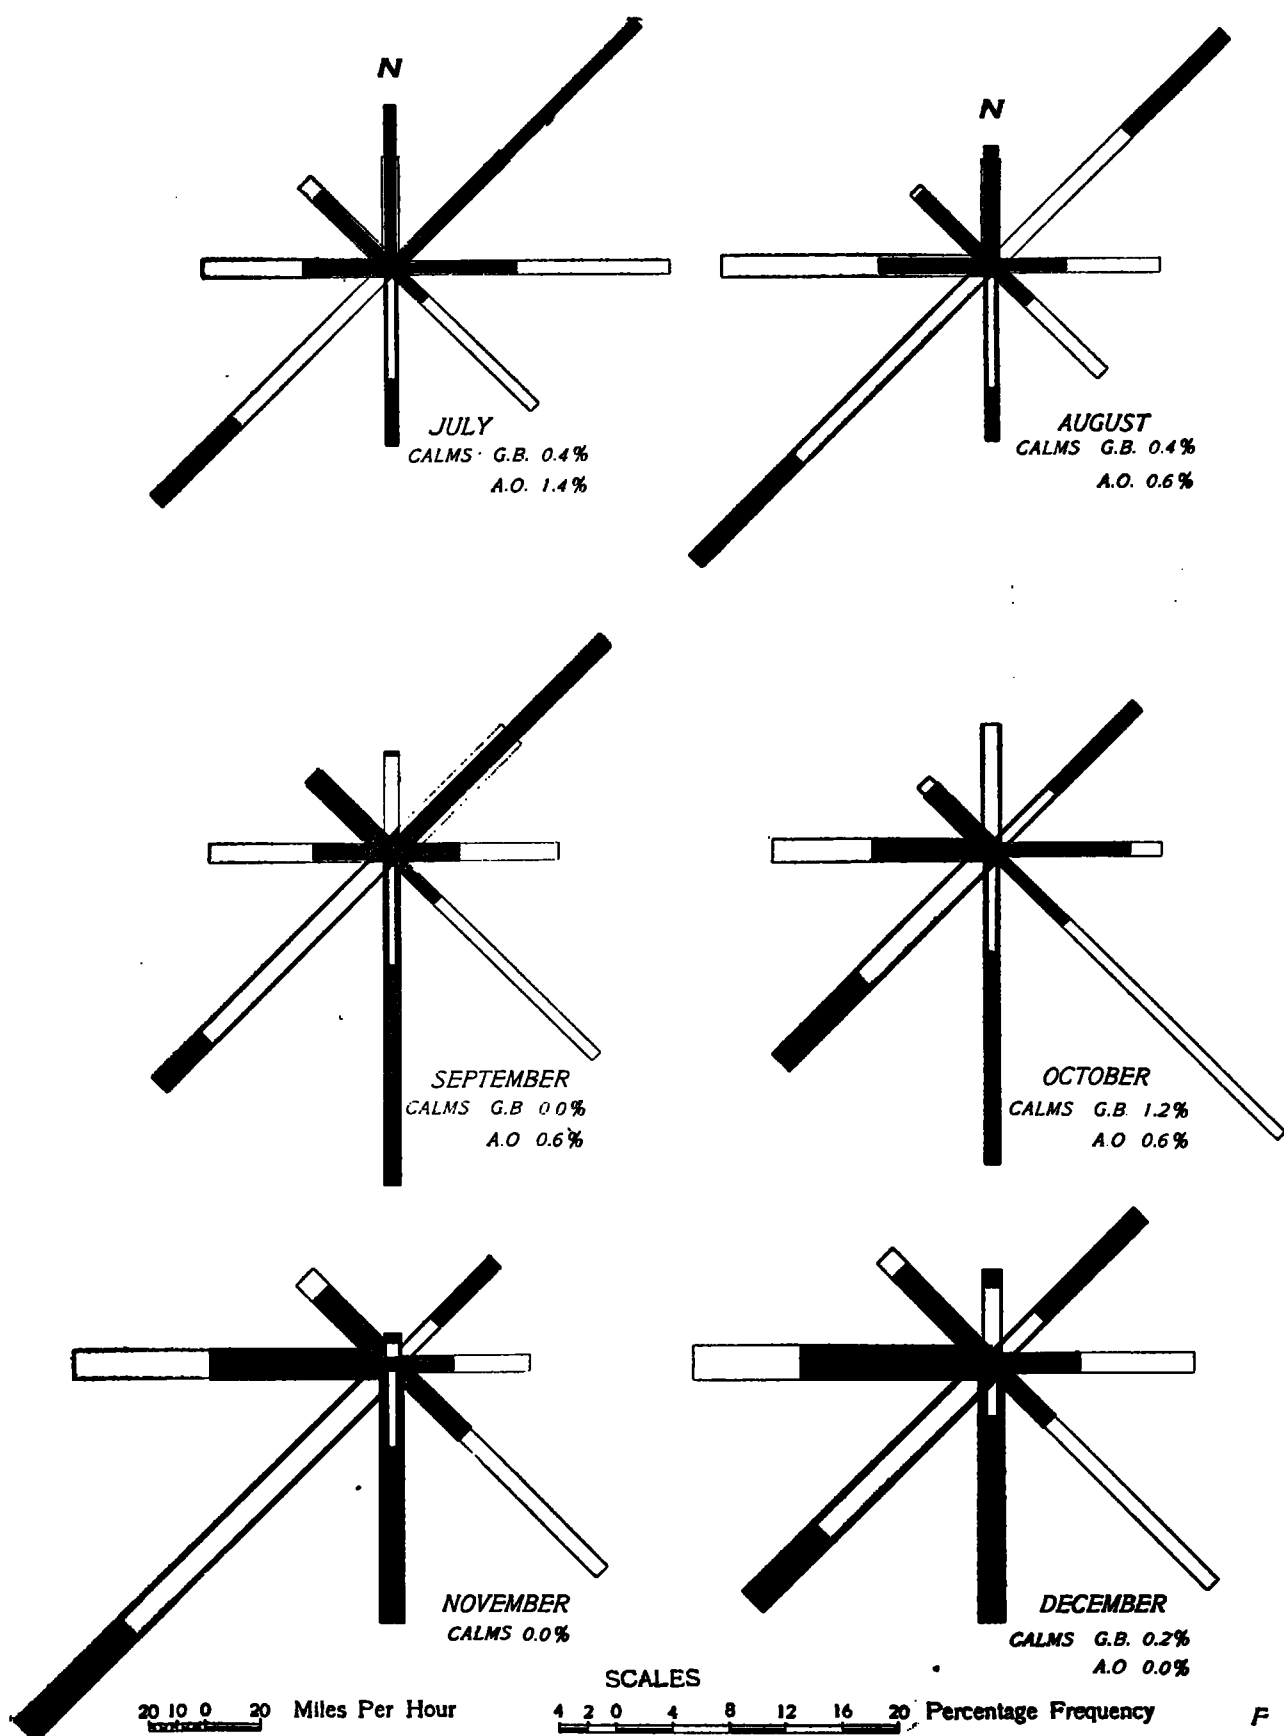 N
N
JULY
CALMS G.B. 0.4%
A.O. 1.4%
AUGUST
CALMS G.B. 0.4%
A.O. 0.6%
SEPTEMBER
CALMS G.B 0.0%
A.O 0.6%
OCTOBER
CALMS G.B. 1.2%
A.O 0.6%
NOVEMBER
CALMS 0.0%
DECEMBER
CALMS G.B. 0.2%
A.O 0.0%
SCALES
20 10 0 20 Miles Per Hour
4 2 0 4 8 12 16 20 Percentage Frequency
F